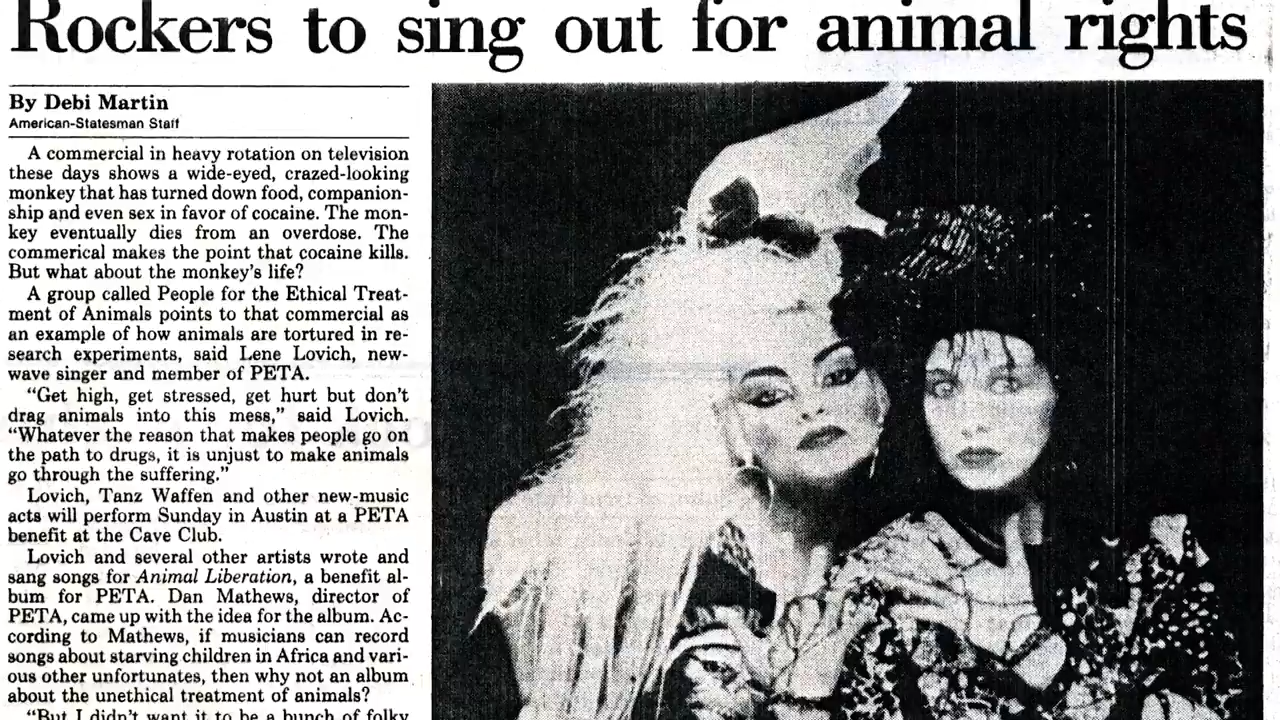 Rockers to sing out for animal rights
By Debi Martin
American-Statesman Staff
A commercial in heavy rotation on television
these days shows a wide-eyed, crazed-looking
monkey that has turned down food, companion-
ship and even sex in favor of cocaine. The mon-
key eventually dies from an overdose. The
commerical makes the point that cocaine kills.
But what about the monkey's life?
A group called People for the Ethical Treat-
ment of Animals points to that commercial as
an example of how animals are tortured in re-
search experiments, said Lene Lovich, new-
wave singer and member of PETA.
"Get high, get stressed, get hurt but don't
drag animals into this mess," said Lovich.
"Whatever the reason that makes people go on
the path to drugs, it is unjust to make animals
go through the suffering."
Lovich, Tanz Waffen and other new-music
acts will perform Sunday in Austin at a PETA
benefit at the Cave Club.
Lovich and several other artists wrote and
sang songs for Animal Liberation, a benefit al-
bum for PETA. Dan Mathews, director of
PETA, came up with the idea for the album. Ac-
cording to Mathews, if musicians can record
songs about starving children in Africa and vari-
ous other unfortunates, then why not an album
about the unethical treatment of animals?
"But I didn't want it to be a bunch of folky